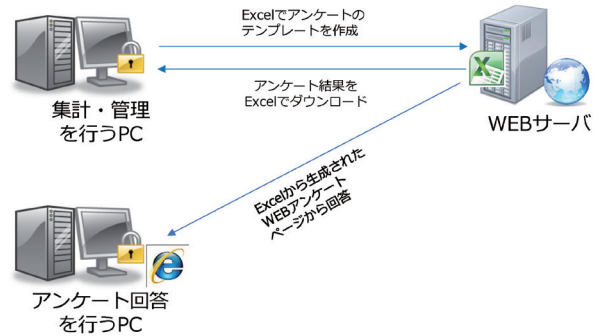 Excelでアンケートの
テンプレートを作成
アンケート結果を
Excelでダウンロード
集計・管理
を行うPC
WEBサーバ
Excelから生成された
WEBアンケート
ページから回答
アンケート回答
を行うPC